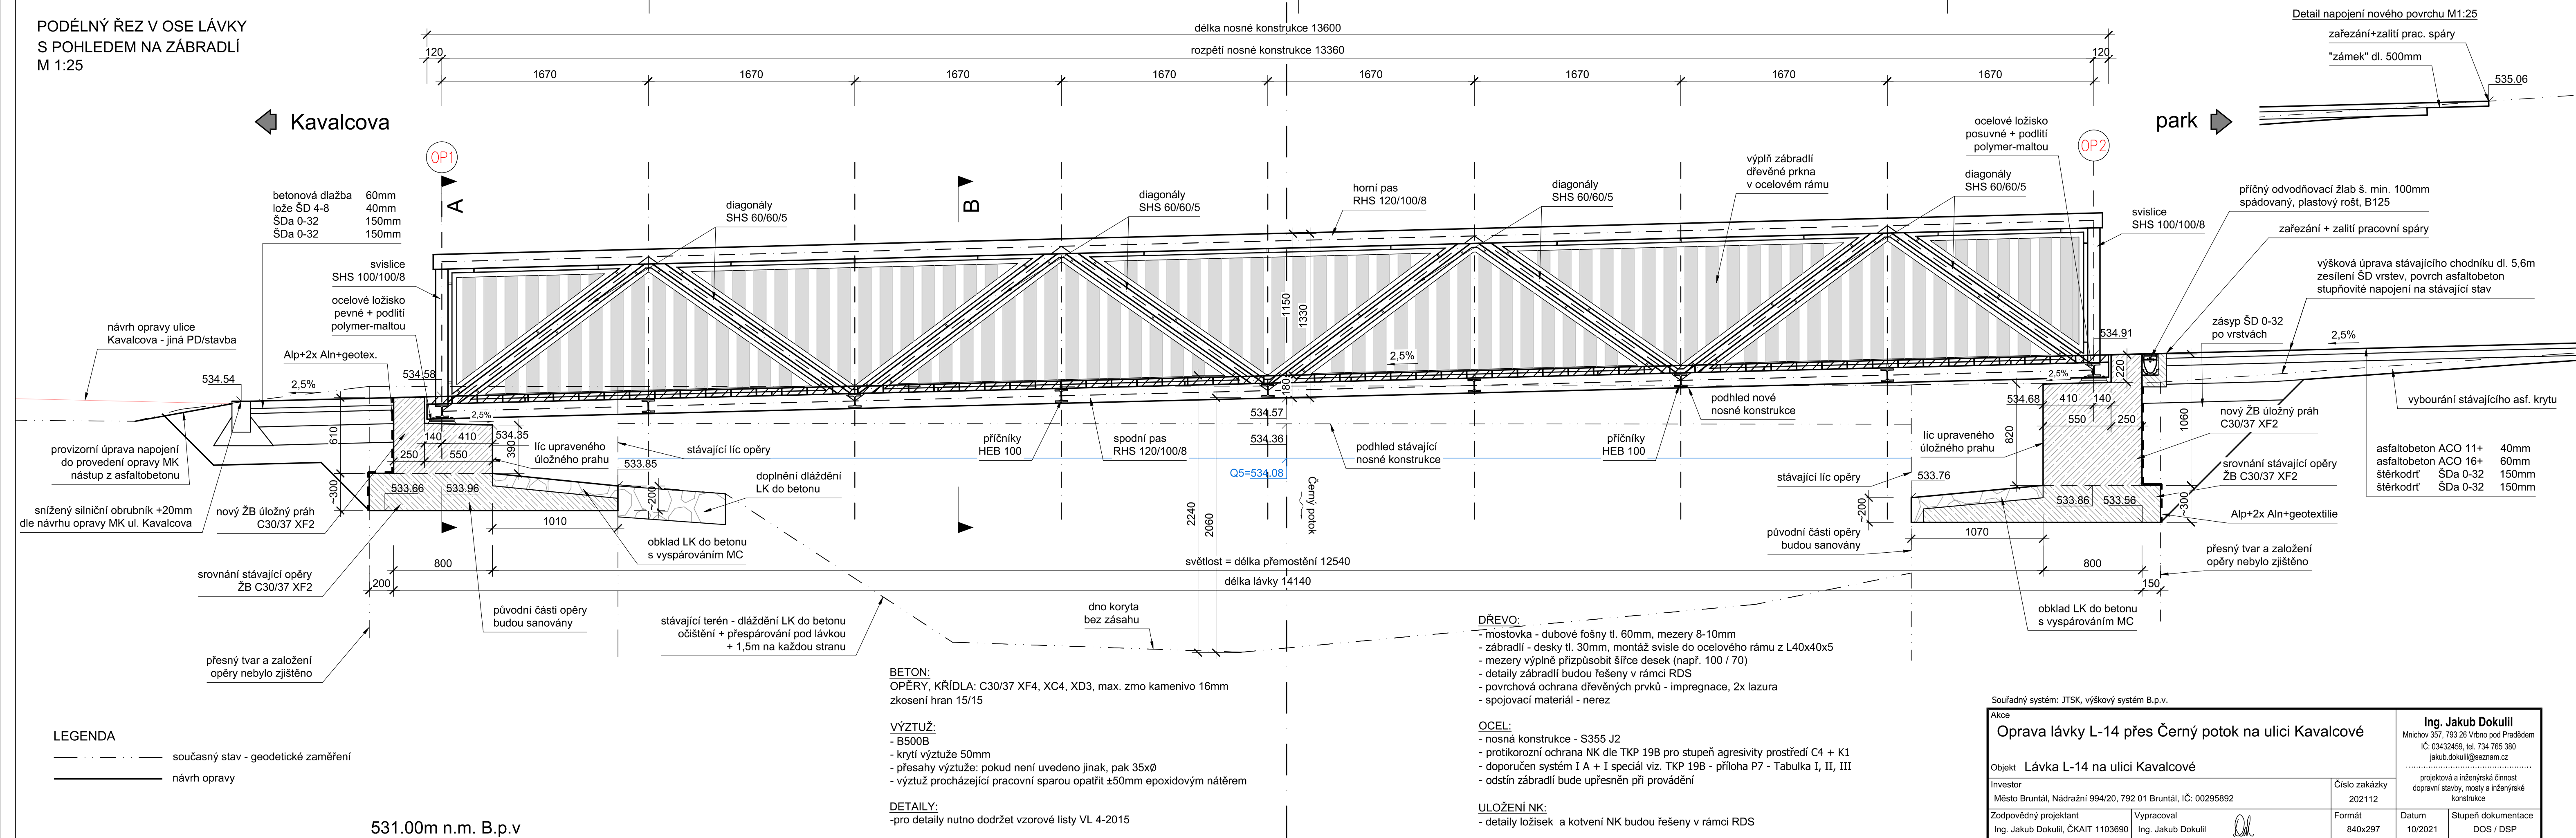 PODÉLNÝ ŘEZ V OSE LÁVKY
S POHLEDEM NA ZÁBRADLÍ
M 1:25
délka nosné konstrukce 13600
120
rozpětí nosné konstrukce 13360
120
1670
1670
1670
1670
1670
1670
1670
1670
Detail napojení nového povrchu M1:25
zařezání+zalití prac. spáry
"zámek" dl. 500mm
535.06
Kavalcova
park
OP1
OP2
A
B
betonová dlažba 60mm
lože ŠD 4-8 40mm
ŠDa 0-32 150mm
ŠDa 0-32 150mm
svislice
SHS 100/100/8
ocelové ložisko
pevné + podlití
polymer-maltou
diagonály
SHS 60/60/5
diagonály
SHS 60/60/5
horní pas
RHS 120/100/8
diagonály
SHS 60/60/5
výplň zábradlí
dřevěné prkna
v ocelovém rámu
ocelové ložisko
posuvné + podlití
polymer-maltou
diagonály
SHS 60/60/5
svislice
SHS 100/100/8
příčný odvodňovací žlab š. min. 100mm
spádovaný, plastový rošt, B125
zařezání + zalití pracovní spáry
výšková úprava stávajícího chodníku dl. 5,6m
zesílení ŠD vrstev, povrch asfaltobeton
stupňovité napojení na stávající stav
zásyp ŠD 0-32
po vrstvách
2,5%
vybourání stávajícího asf. krytu
návrh opravy ulice
Kavalcova - jiná PD/stavba
Alp+2x Aln+geotex.
534.54
2,5%
534.58
2,5%
610
140
410
534.35
390
250
550
533.66
533.96
~300
provizorní úprava napojení
do provedení opravy MK
nástup z asfaltobetonu
snížený silniční obrubník +20mm
dle návrhu opravy MK ul. Kavalcova
nový ŽB úložný práh
C30/37 XF2
líc upraveného
úložného prahu
stávající líc opěry
533.85
~200
doplnění dláždění
LK do betonu
1010
obklad LK do betonu
s vyspárováním MC
800
200
srovnání stávající opěry
ŽB C30/37 XF2
původní části opěry
budou sanovány
přesný tvar a založení
opěry nebylo zjištěno
stávající terén - dláždění LK do betonu
očištění + přespárování pod lávkou
+ 1,5m na každou stranu
dno koryta
bez zásahu
příčníky
HEB 100
spodní pas
RHS 120/100/8
1150
1330
180
2,5%
534.57
534.36
Q5=534.08
Černý potok
2240
2060
podhled stávající
nosné konstrukce
příčníky
HEB 100
podhled nové
nosné konstrukce
světlost = délka přemostění 12540
délka lávky 14140
534.91
2,5%
220
534.68
410
140
550
250
820
1060
líc upraveného
úložného prahu
stávající líc opěry
533.76
~200
533.86
533.56
~300
1070
původní části opěry
budou sanovány
800
150
nový ŽB úložný práh
C30/37 XF2
srovnání stávající opěry
ŽB C30/37 XF2
Alp+2x Aln+geotextilie
přesný tvar a založení
opěry nebylo zjištěno
obklad LK do betonu
s vyspárováním MC
asfaltobeton ACO 11+ 40mm
asfaltobeton ACO 16+ 60mm
štěrkodrť ŠDa 0-32 150mm
štěrkodrť ŠDa 0-32 150mm
LEGENDA
současný stav - geodetické zaměření
návrh opravy
531.00m n.m. B.p.v
BETON:
OPĚRY, KŘÍDLA: C30/37 XF4, XC4, XD3, max. zrno kamenivo 16mm
zkosení hran 15/15
VÝZTUŽ:
- B500B
- krytí výztuže 50mm
- přesahy výztuže: pokud není uvedeno jinak, pak 35xØ
- výztuž procházející pracovní sparou opatřit ±50mm epoxidovým nátěrem
DETAILY:
-pro detaily nutno dodržet vzorové listy VL 4-2015
DŘEVO:
- mostovka - dubové fošny tl. 60mm, mezery 8-10mm
- zábradlí - desky tl. 30mm, montáž svisle do ocelového rámu z L40x40x5
- mezery výplně přizpůsobit šířce desek (např. 100 / 70)
- detaily zábradlí budou řešeny v rámci RDS
- povrchová ochrana dřevěných prvků - impregnace, 2x lazura
- spojovací materiál - nerez
OCEL:
- nosná konstrukce - S355 J2
- protikorozní ochrana NK dle TKP 19B pro stupeň agresivity prostředí C4 + K1
- doporučen systém I A + I speciál viz. TKP 19B - příloha P7 - Tabulka I, II, III
- odstín zábradlí bude upřesněn při provádění
ULOŽENÍ NK:
- detaily ložisek a kotvení NK budou řešeny v rámci RDS
Souřadný systém: JTSK, výškový systém B.p.v.
Akce
Oprava lávky L-14 přes Černý potok na ulici Kavalcové
Objekt Lávka L-14 na ulici Kavalcové
Investor
Město Bruntál, Nádražní 994/20, 792 01 Bruntál, IČ: 00295892
Číslo zakázky
202112
Ing. Jakub Dokulil
Mnichov 357, 793 26 Vrbno pod Pradědem
IČ: 03432459, tel. 734 765 380
jakub.dokulil@seznam.cz
projektová a inženýrská činnost
dopravní stavby, mosty a inženýrské
konstrukce
Zodpovědný projektant
Ing. Jakub Dokulil, ČKAIT 1103690
Vypracoval
Ing. Jakub Dokulil
Formát
840x297
Datum
10/2021
Stupeň dokumentace
DOS / DSP